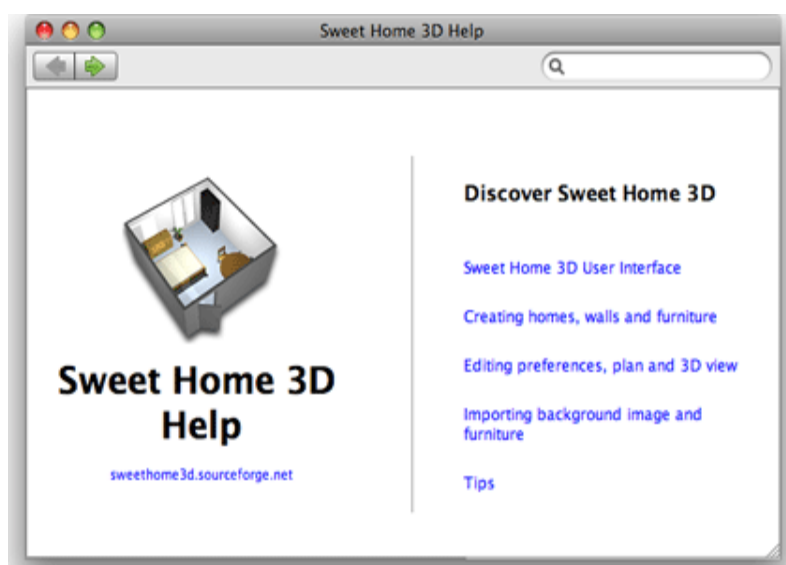 Sweet Home 3D Help
Sweet Home 3D
Help
sweethome3d.sourceforge.net
Discover Sweet Home 3D
Sweet Home 3D User Interface
Creating homes, walls and furniture
Editing preferences, plan and 3D view
Importing background image and
furniture
Tips